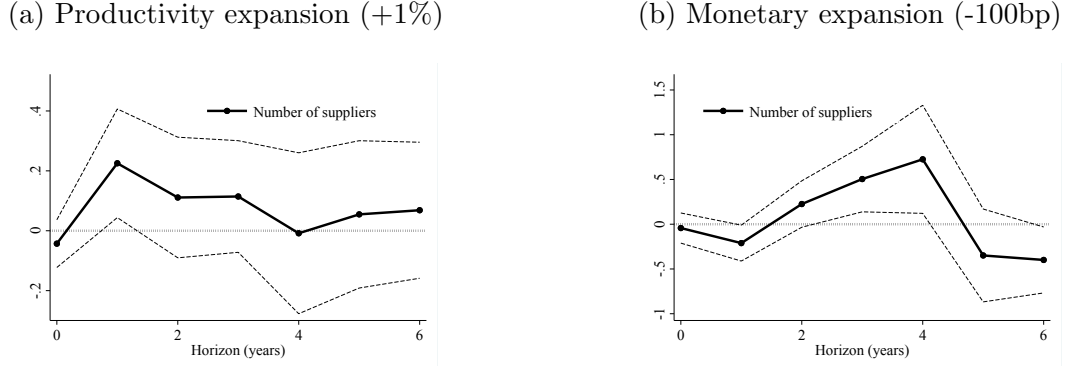 (a) Productivity expansion (+1%)
.4
.2
0
-.2
Number of suppliers
0 2 4 6
Horizon (years)
(b) Monetary expansion (-100bp)
1.5
1
.5
0
-.5
-1
Number of suppliers
0 2 4 6
Horizon (years)